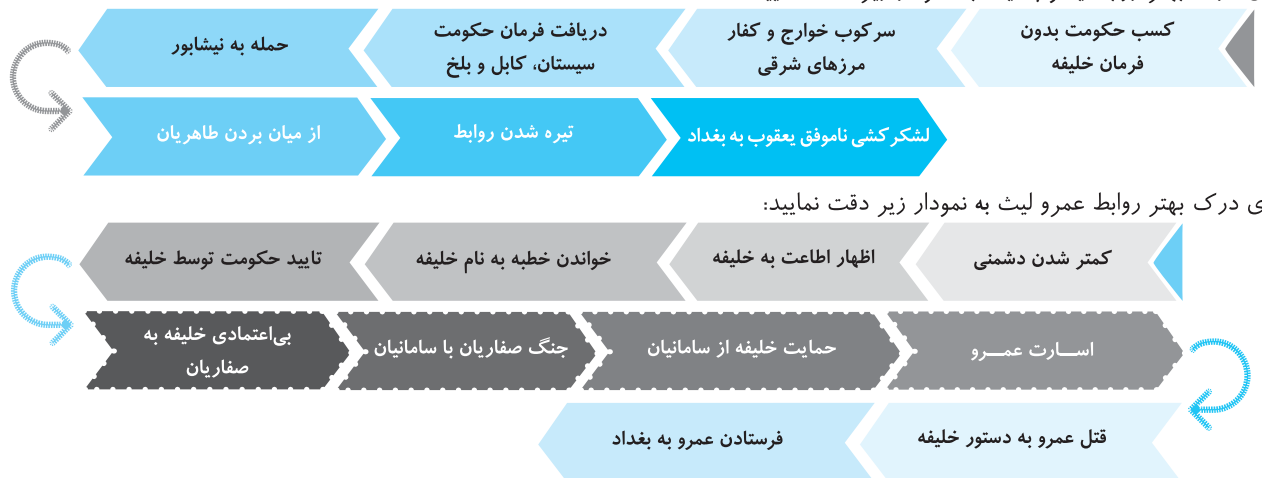 کسب حکومت بدون
فرمان خلیفه
سرکوب خوارج و کفار
مرزهای شرقی
دریافت فرمان حکومت
سیستان، کابل و بلخ
حمله به نیشابور
از میان بردن طاهریان
تیره شدن روابط
لشکرکشی ناموفق یعقوب به بغداد
ی درک بهتر روابط عمرو لیث به نمودار زیر دقت نمایید:
کمتر شدن دشمنی
اظهار اطاعت به خلیفه
خواندن خطبه به نام خلیفه
تایید حکومت توسط خلیفه
بی‌اعتمادی خلیفه به
صفاریان
جنگ صفاریان با سامانیان
حمایت خلیفه از سامانیان
اســارت عمــرو
قتل عمرو به دستور خلیفه
فرستادن عمرو به بغداد